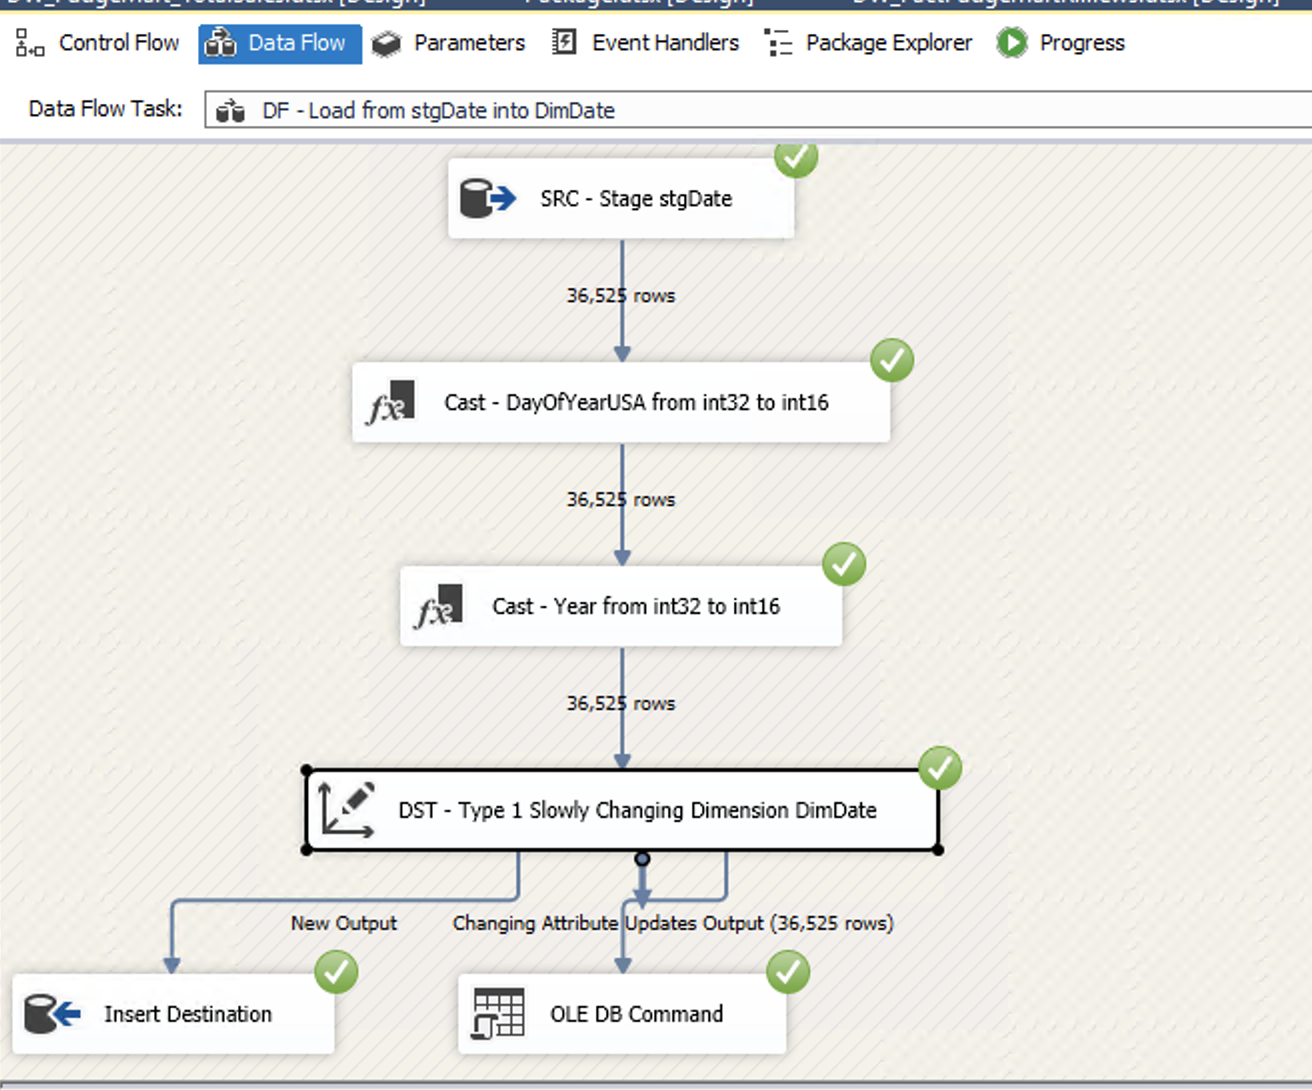 Control Flow Data Flow Parameters Event Handlers Package Explorer Progress
Data Flow Task: DF - Load from stgDate into DimDate
SRC - Stage stgDate
36,525 rows
Cast - DayOfYearUSA from int32 to int16
36,525 rows
Cast - Year from int32 to int16
36,525 rows
DST - Type 1 Slowly Changing Dimension DimDate
New Output Changing Attribute Updates Output (36,525 rows)
Insert Destination OLE DB Command